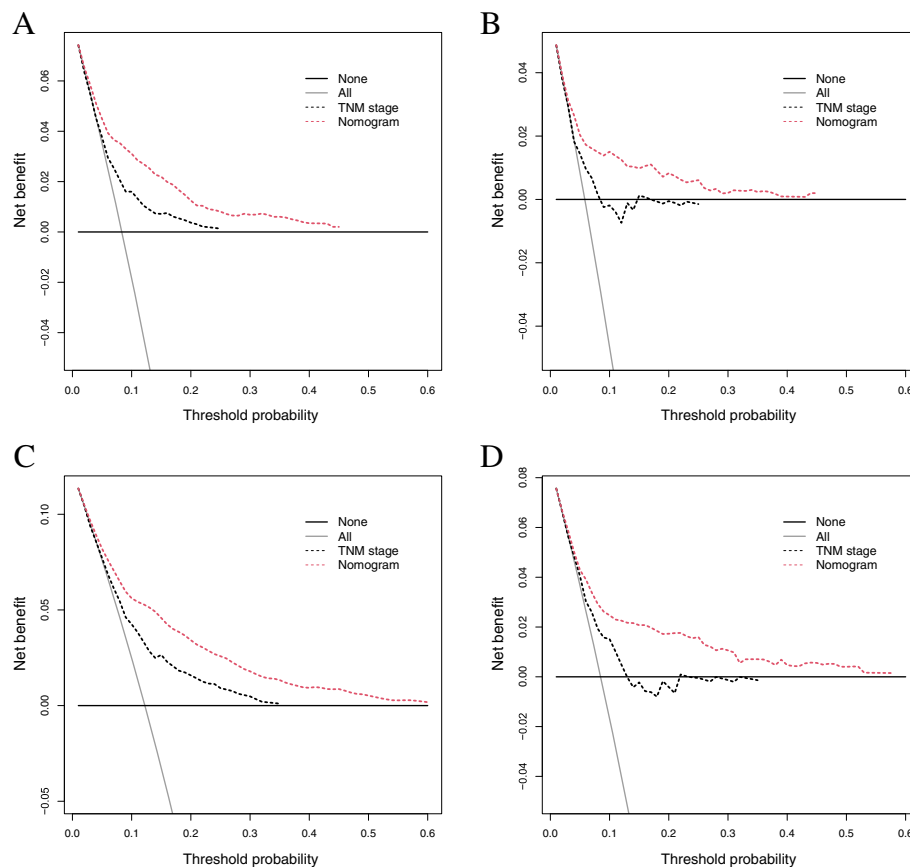 A
Net benefit
0.06
0.04
0.02
0.00
−0.02
−0.04
None
All
TNM stage
Nomogram
0.0 0.1 0.2 0.3 0.4 0.5 0.6
Threshold probability
B
Net benefit
0.04
0.02
0.00
−0.02
−0.04
None
All
TNM stage
Nomogram
0.0 0.1 0.2 0.3 0.4 0.5 0.6
Threshold probability
C
Net benefit
0.10
0.05
0.00
−0.05
None
All
TNM stage
Nomogram
0.0 0.1 0.2 0.3 0.4 0.5 0.6
Threshold probability
D
Net benefit
0.08
0.06
0.04
0.02
0.00
−0.02
−0.04
None
All
TNM stage
Nomogram
0.0 0.1 0.2 0.3 0.4 0.5 0.6
Threshold probability